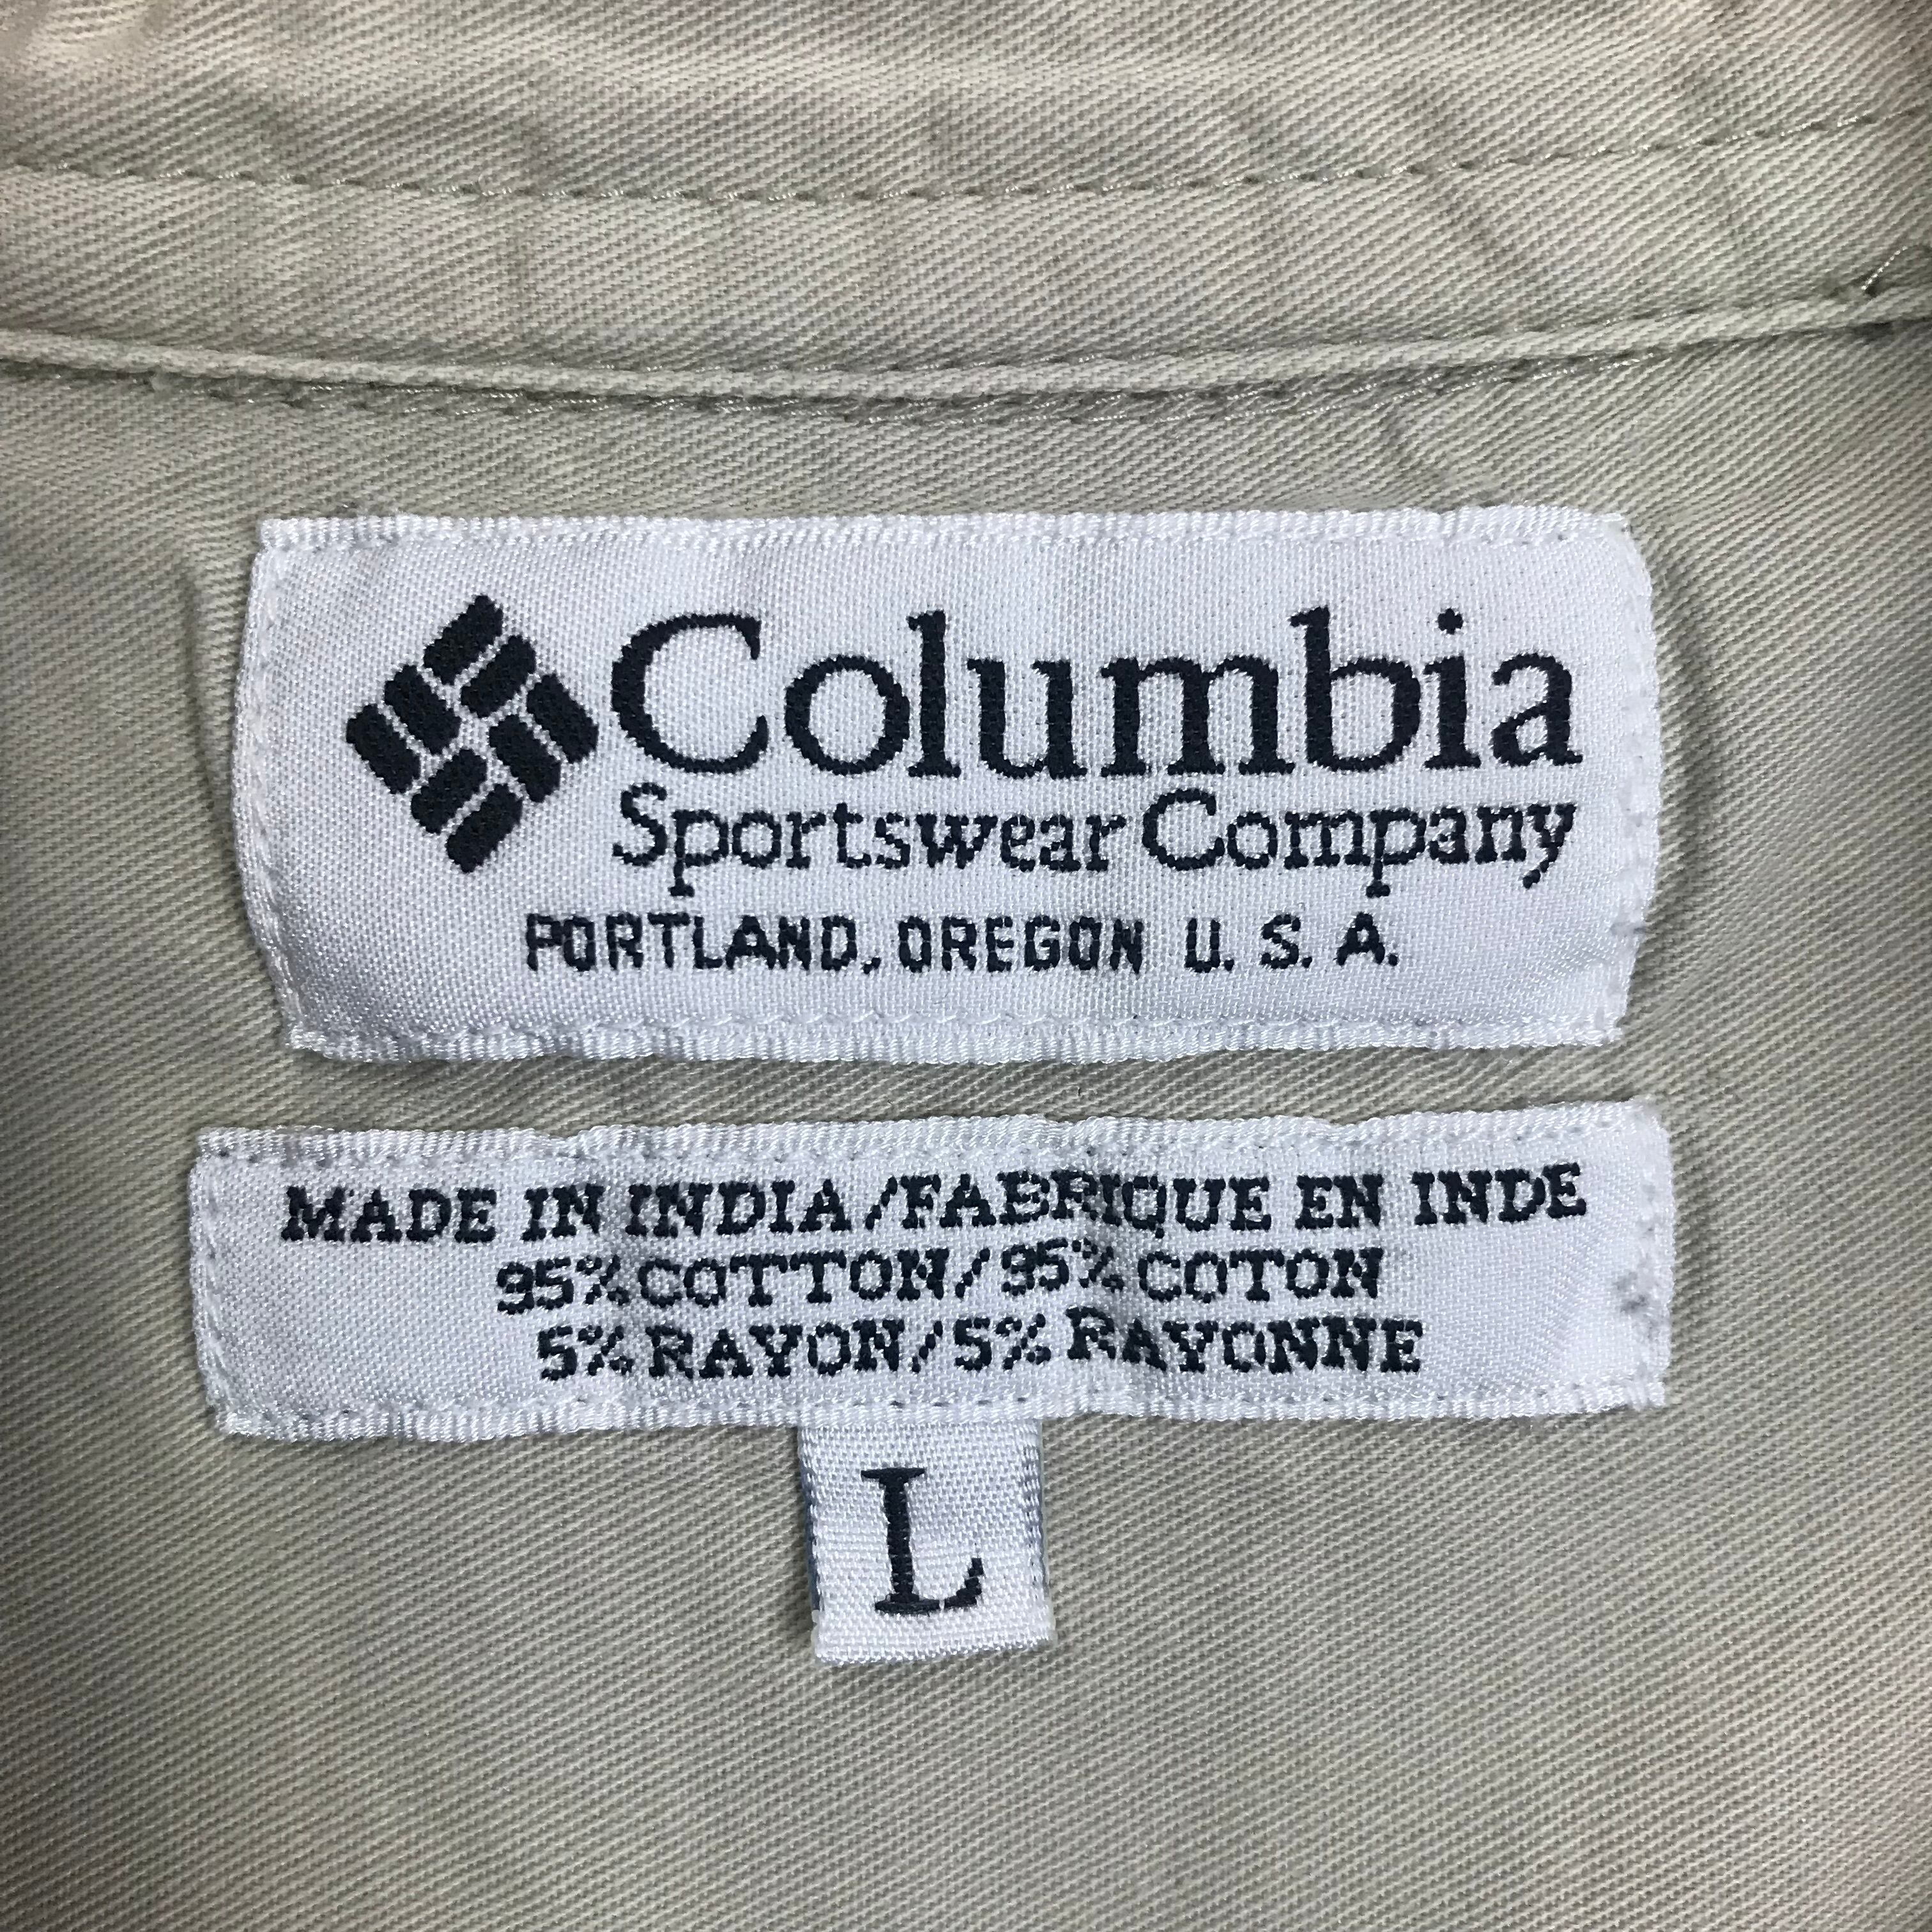 Columbia
Sportswear Company
PORTLAND, OREGON U. S. A.
MADE IN INDIA/FABRIQUE EN INDE
95% COTTON/95% COTON
5% RAYON/5% RAYONNE
L